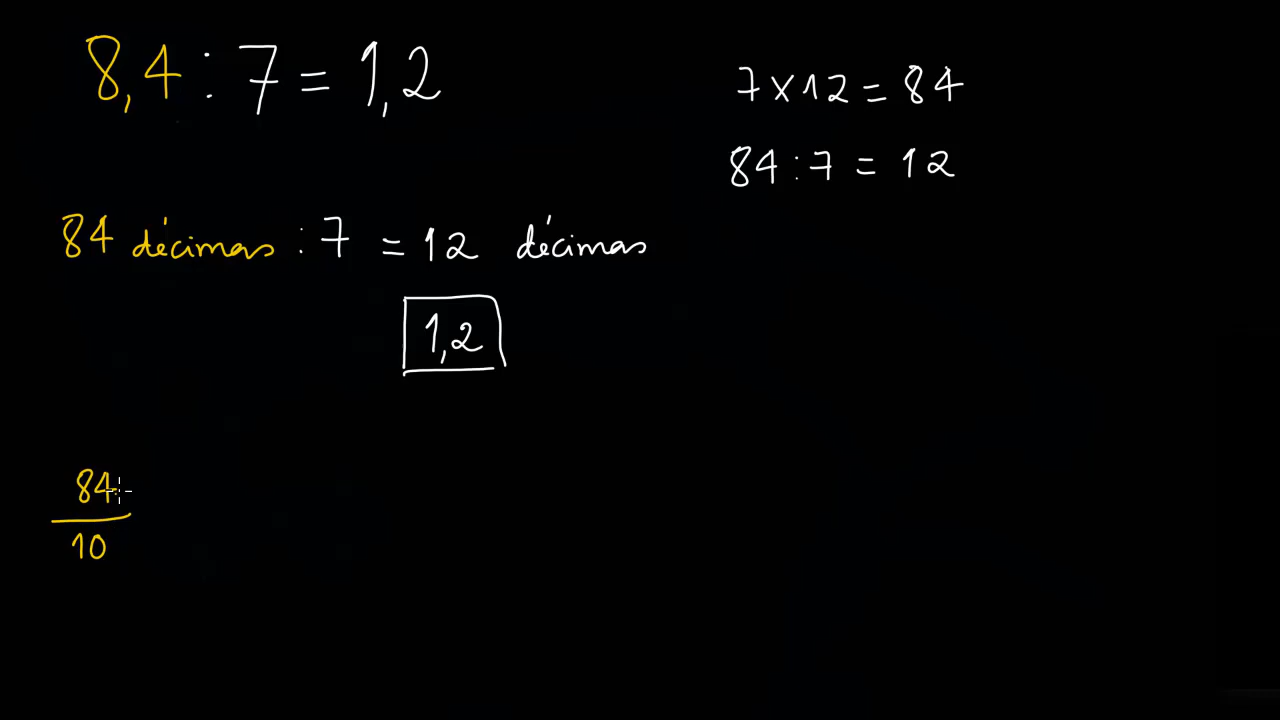 8,4 : 7 = 1,2
7 x 12 = 84
84 : 7 = 12
84 décimas : 7 = 12 décimas
1,2
84
10